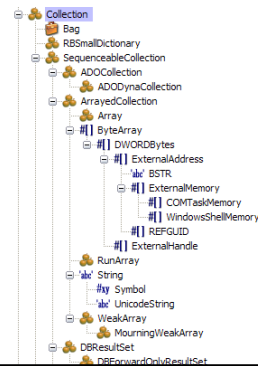 Collection
Bag
RBSmallDictionary
SequenceableCollection
ADOCollection
ADODynaCollection
ArrayedCollection
Array
#[] ByteArray
#[] DWORDBytes
#[] ExternalAddress
'abc' BSTR
#[] ExternalMemory
#[] COMTaskMemory
#[] WindowsShellMemory
#[] REFGUID
#[] ExternalHandle
RunArray
'abc' String
#xy Symbol
'abc' UnicodeString
WeakArray
MourningWeakArray
DBResultSet
DBForwardOnlyResultSet